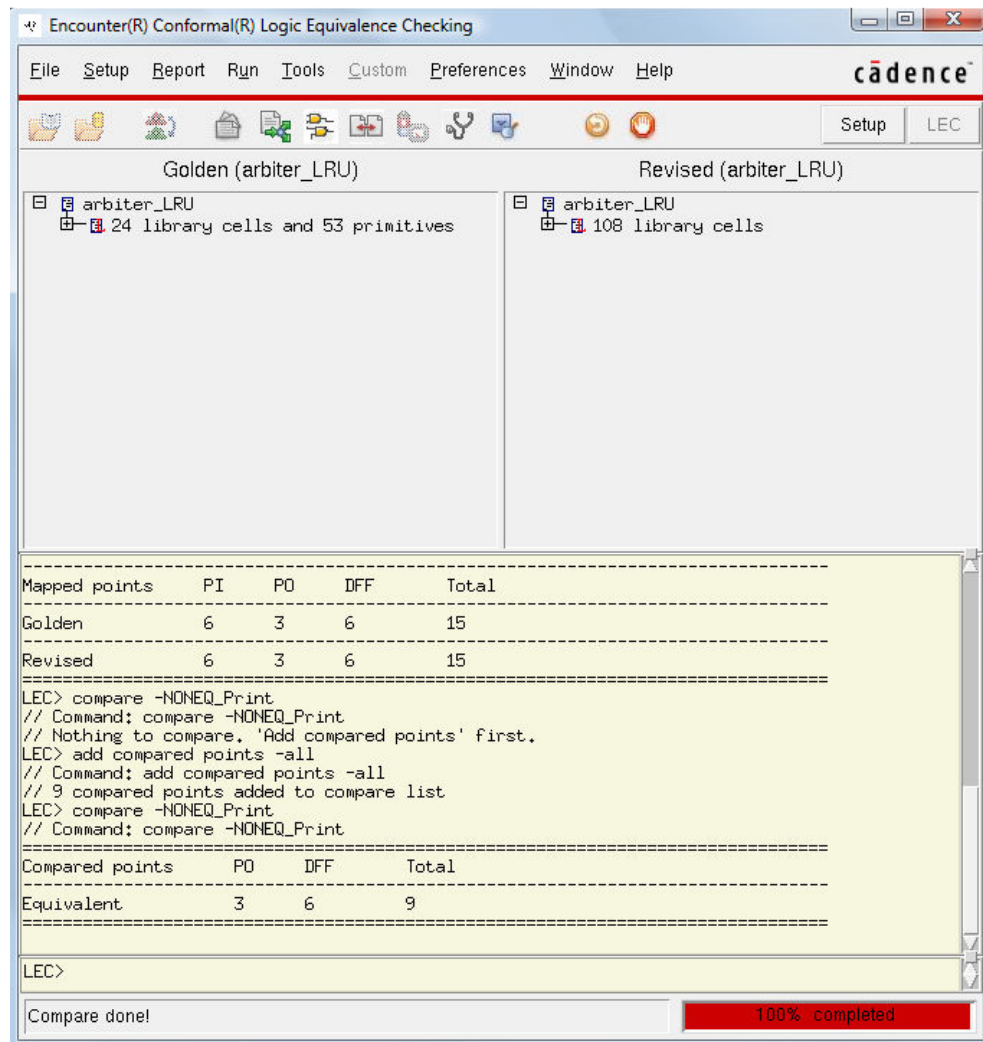 Encounter(R) Conformal(R) Logic Equivalence Checking
File Setup Report Run Tools Custom Preferences Window Help
cādence™
Setup LEC
Golden (arbiter_LRU) Revised (arbiter_LRU)
arbiter_LRU arbiter_LRU
24 library cells and 53 primitives 108 library cells
--------------------------------------------------------------------------------
Mapped points PI PO DFF Total
--------------------------------------------------------------------------------
Golden 6 3 6 15
--------------------------------------------------------------------------------
Revised 6 3 6 15
================================================================================
LEC> compare -NONEQ_Print
// Command: compare -NONEQ_Print
// Nothing to compare. 'Add compared points' first.
LEC> add compared points -all
// Command: add compared points -all
// 9 compared points added to compare list
LEC> compare -NONEQ_Print
// Command: compare -NONEQ_Print
================================================================================
Compared points PO DFF Total
--------------------------------------------------------------------------------
Equivalent 3 6 9
================================================================================
LEC>
Compare done! 100% completed